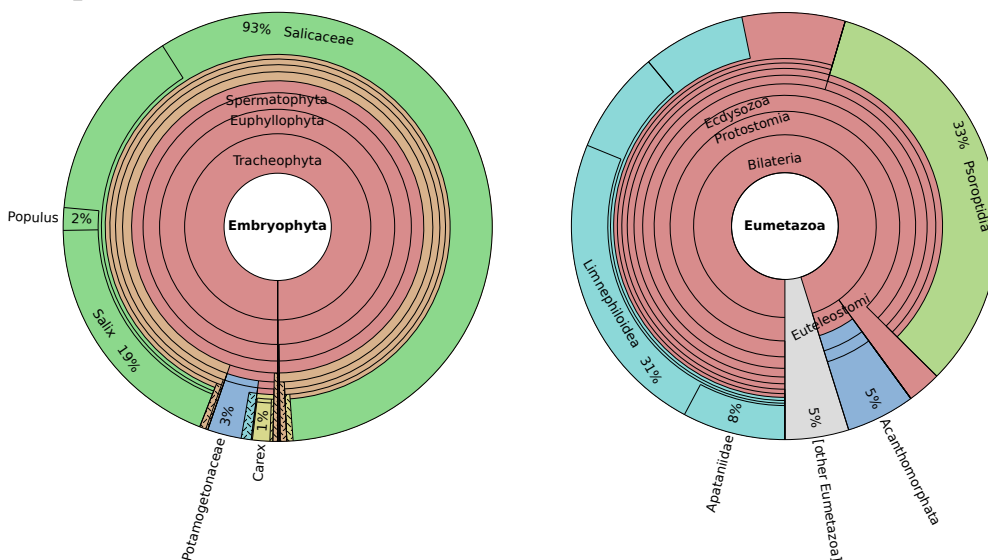 93% Salicaceae
Spermatophyta
Euphyllophyta
Tracheophyta
Populus
2%
Embryophyta
Salix 19%
3%
1%
Potamogetonaceae
Carex
33% Psoroptidia
Ecdysozoa
Protostomia
Bilateria
Eumetazoa
Limnephiloidea 31%
Euteleostomi
8%
5%
5%
Apataniidae
[other Eumetazoa]
Acanthomorphata